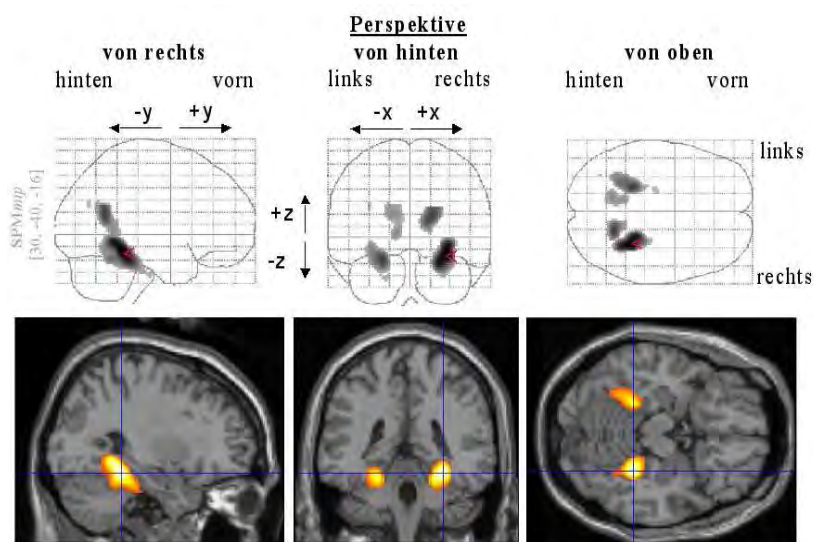 Perspektive
von rechts
von hinten
von oben
hinten vorn
links rechts
hinten vorn
-y +y
-x +x
links
rechts
+z
-z
SPMmip
[30, -40, -16]